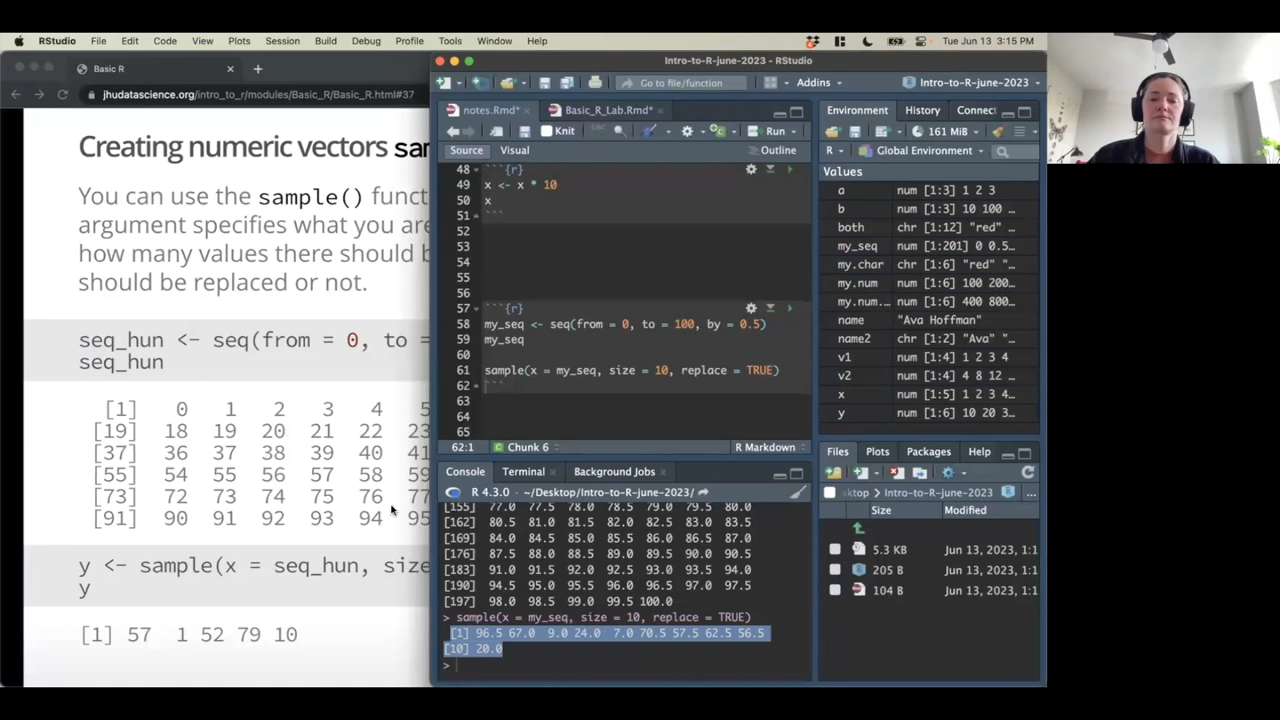 RStudio File Edit Code View Plots Session Build Debug Profile Tools Window Help Tue Jun 13 3:15 PM
Basic R
jhudatascience.org/intro_to_r/modules/Basic_R/Basic_R.html#37
Creating numeric vectors
You can use the sample() funct
argument specifies what you are
how many values there should b
should be replaced or not.
seq_hun <- seq(from = 0, to =
seq_hun
[1] 0 1 2 3 4 5
[19] 18 19 20 21 22 23
[37] 36 37 38 39 40 41
[55] 54 55 56 57 58 59
[73] 72 73 74 75 76 77
[91] 90 91 92 93 94 95
y <- sample(x = seq_hun, size
y
[1] 57 1 52 79 10
Intro-to-R-june-2023 - RStudio
Go to file/function Addins Intro-to-R-june-2023
notes.Rmd* Basic_R_Lab.Rmd*
Knit Run
Source Visual Outline
48 ```{r}
49 x <- x * 10
50 x
51 ```
52
53
54
55
56
57 ```{r}
58 my_seq <- seq(from = 0, to = 100, by = 0.5)
59 my_seq
60
61 sample(x = my_seq, size = 10, replace = TRUE)
62 ```
63
64
65
62:1 Chunk 6 R Markdown
Console Terminal Background Jobs
R 4.3.0 · ~/Desktop/Intro-to-R-june-2023/
[155] 77.0 77.5 78.0 78.5 79.0 79.5 80.0
[162] 80.5 81.0 81.5 82.0 82.5 83.0 83.5
[169] 84.0 84.5 85.0 85.5 86.0 86.5 87.0
[176] 87.5 88.0 88.5 89.0 89.5 90.0 90.5
[183] 91.0 91.5 92.0 92.5 93.0 93.5 94.0
[190] 94.5 95.0 95.5 96.0 96.5 97.0 97.5
[197] 98.0 98.5 99.0 99.5 100.0
> sample(x = my_seq, size = 10, replace = TRUE)
[1] 96.5 67.0 9.0 24.0 7.0 70.5 57.5 62.5 56.5
[10] 20.0
>
Environment History Connect
161 MiB
R Global Environment
Values
a num [1:3] 1 2 3
b num [1:3] 10 100 …
both chr [1:12] "red" "…
my_seq num [1:201] 0 0.5…
my.char chr [1:6] "red" "…
my.num num [1:6] 100 200…
my.num.… num [1:6] 400 800…
name "Ava Hoffman"
name2 chr [1:2] "Ava" "…
v1 num [1:4] 1 2 3 4
v2 num [1:4] 4 8 12 …
x num [1:5] 1 2 3 4…
y num [1:6] 10 20 3…
Files Plots Packages Help
ktop > Intro-to-R-june-2023 ...
Size Modified
5.3 KB Jun 13, 2023, 1:1
205 B Jun 13, 2023, 1:1
104 B Jun 13, 2023, 1:1